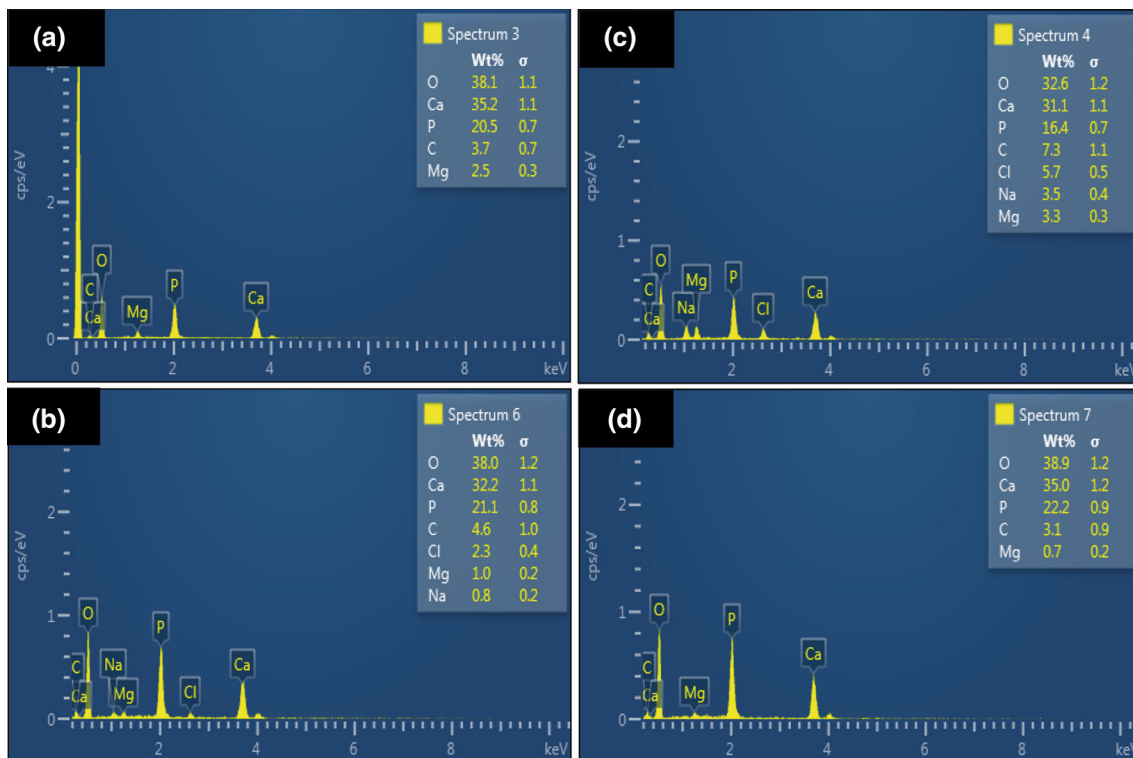 (a)
Spectrum 3
Wt% σ
O 38.1 1.1
Ca 35.2 1.1
P 20.5 0.7
C 3.7 0.7
Mg 2.5 0.3
4
2
0
cps/eV
O
C
Ca
Mg
P
Ca
0 2 4 6 8 keV
(c)
Spectrum 4
Wt% σ
O 32.6 1.2
Ca 31.1 1.1
P 16.4 0.7
C 7.3 1.1
Cl 5.7 0.5
Na 3.5 0.4
Mg 3.3 0.3
2
1
0
cps/eV
O
C
Ca
Na
Mg
P
Cl
Ca
2 4 6 8 keV
(b)
Spectrum 6
Wt% σ
O 38.0 1.2
Ca 32.2 1.1
P 21.1 0.8
C 4.6 1.0
Cl 2.3 0.4
Mg 1.0 0.2
Na 0.8 0.2
2
1
0
cps/eV
O
C
Ca
Na
Mg
P
Cl
Ca
2 4 6 8 keV
(d)
Spectrum 7
Wt% σ
O 38.9 1.2
Ca 35.0 1.2
P 22.2 0.9
C 3.1 0.9
Mg 0.7 0.2
2
1
0
cps/eV
O
C
Ca
Mg
P
Ca
2 4 6 8 keV